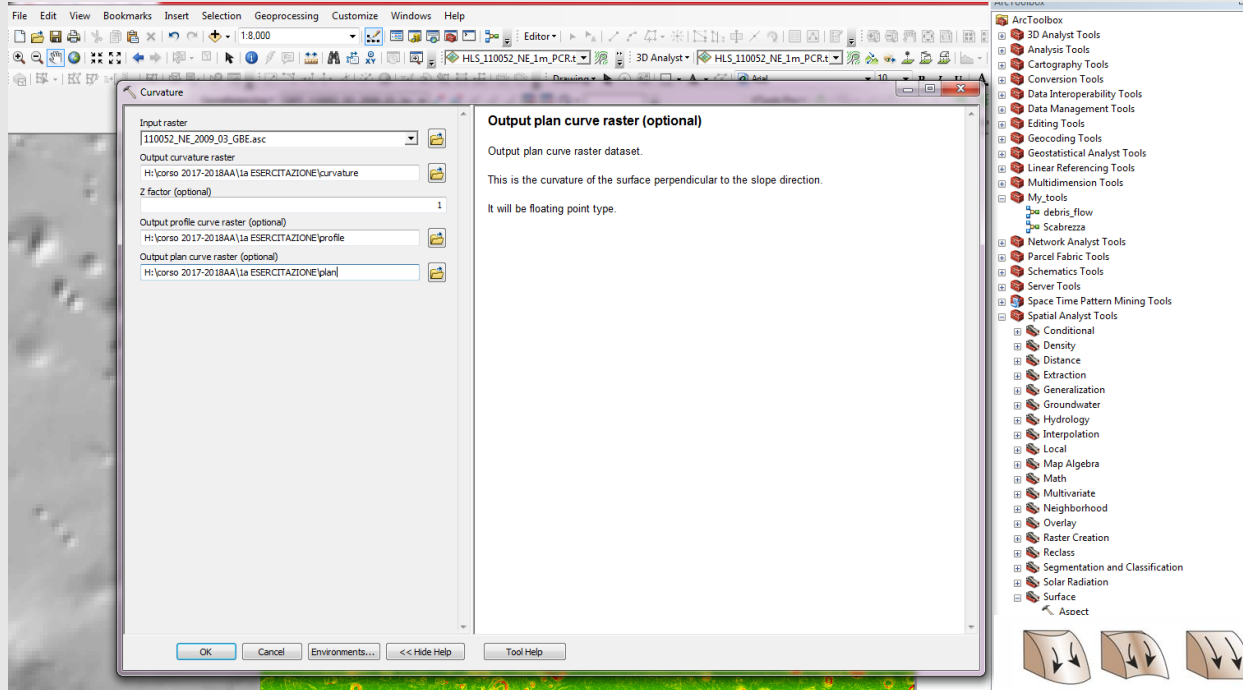 ArcToolbox
File Edit View Bookmarks Insert Selection Geoprocessing Customize Windows Help
1:8,000
Editor
HLS_110052_NE_1m_PCR.t
3D Analyst
HLS_110052_NE_1m_PCR.t
Drawing
Arial
10
B I U A
Curvature
Input raster
110052_NE_2009_03_GBE.asc
Output curvature raster
H:\corso 2017-2018AA\1a ESERCITAZIONE\curvature
Z factor (optional)
1
Output profile curve raster (optional)
H:\corso 2017-2018AA\1a ESERCITAZIONE\profile
Output plan curve raster (optional)
H:\corso 2017-2018AA\1a ESERCITAZIONE\plan
OK Cancel Environments... << Hide Help Tool Help
Output plan curve raster (optional)
Output plan curve raster dataset.
This is the curvature of the surface perpendicular to the slope direction.
It will be floating point type.
ArcToolbox
3D Analyst Tools
Analysis Tools
Cartography Tools
Conversion Tools
Data Interoperability Tools
Data Management Tools
Editing Tools
Geocoding Tools
Geostatistical Analyst Tools
Linear Referencing Tools
Multidimension Tools
My_tools
debris_flow
Scabrezza
Network Analyst Tools
Parcel Fabric Tools
Schematics Tools
Server Tools
Space Time Pattern Mining Tools
Spatial Analyst Tools
Conditional
Density
Distance
Extraction
Generalization
Groundwater
Hydrology
Interpolation
Local
Map Algebra
Math
Multivariate
Neighborhood
Overlay
Raster Creation
Reclass
Segmentation and Classification
Solar Radiation
Surface
Aspect